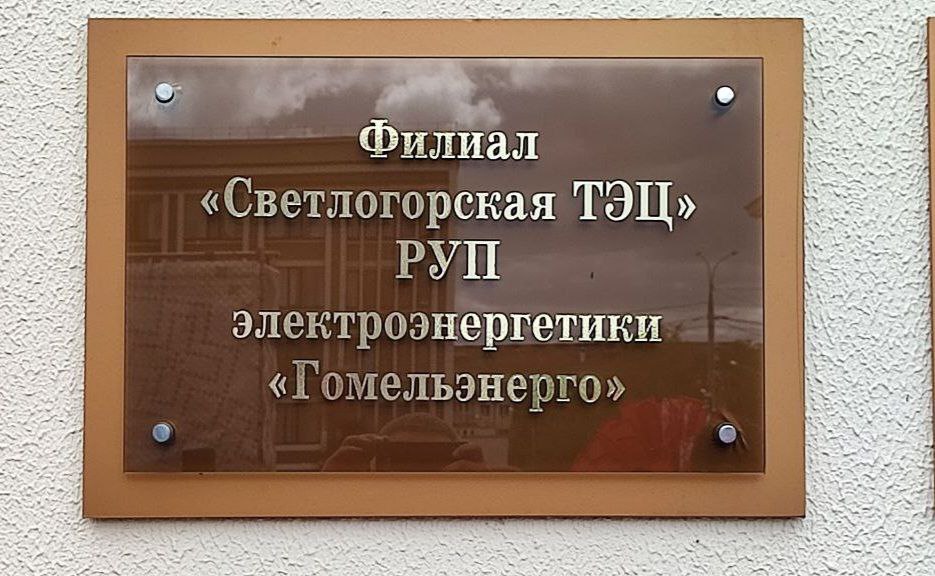 Филиал
«Светлогорская ТЭЦ»
РУП
электроэнергетики
«Гомельэнерго»